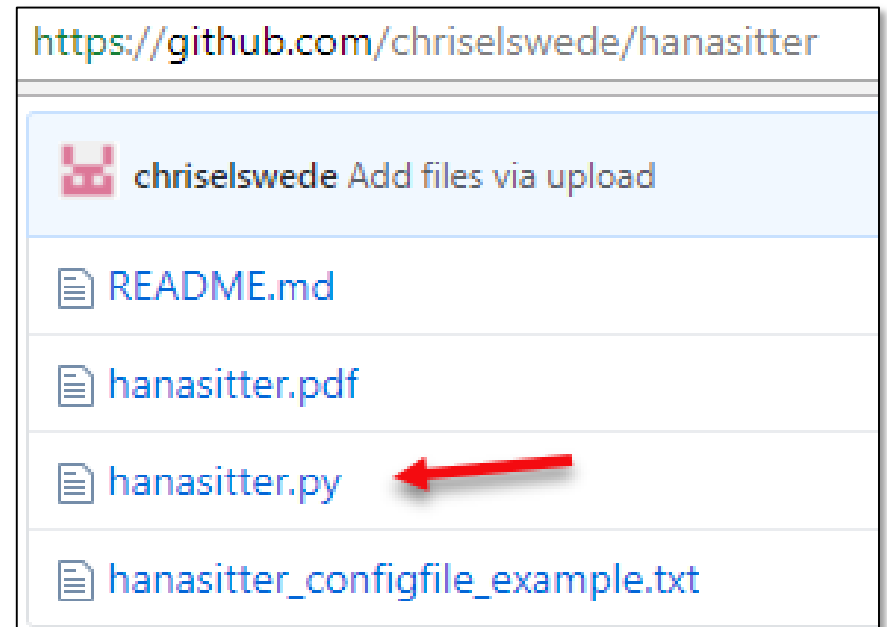 https://github.com/chriselswede/hanasitter
chriselswede Add files via upload
README.md
hanasitter.pdf
hanasitter.py
hanasitter_configfile_example.txt